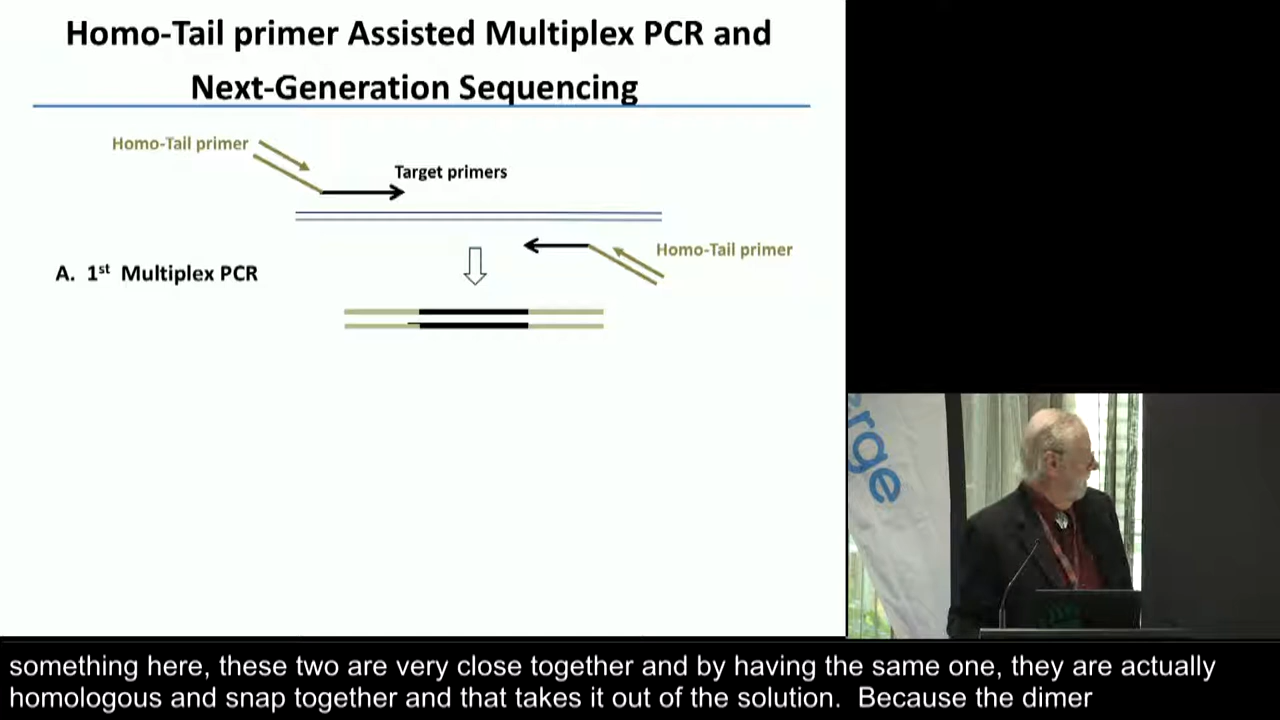 Homo-Tail primer Assisted Multiplex PCR and
Next-Generation Sequencing
Homo-Tail primer
Target primers
Homo-Tail primer
A. 1st Multiplex PCR
erge
something here, these two are very close together and by having the same one, they are actually
homologous and snap together and that takes it out of the solution. Because the dimer